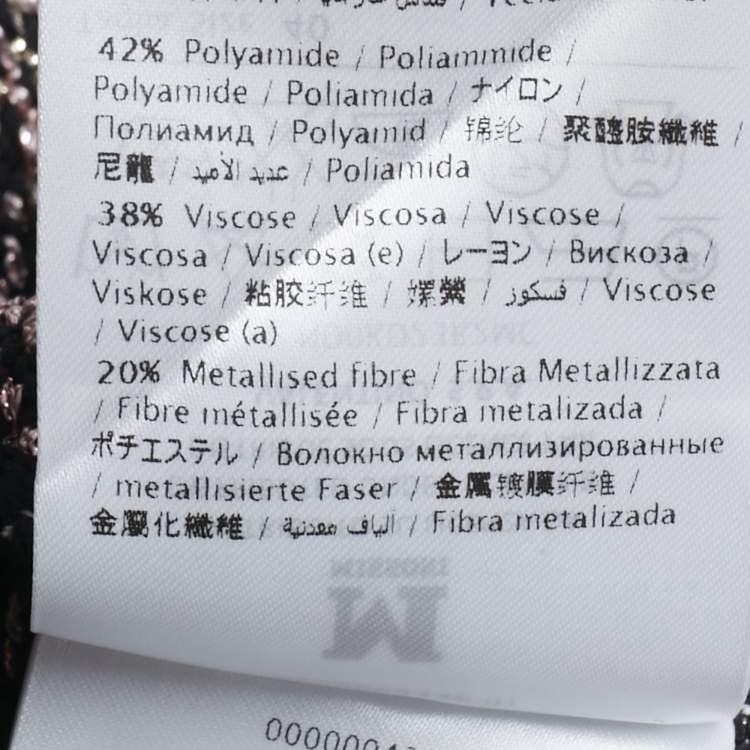 42% Polyamide / Poliammide /
Polyamide / Poliamida / ナイロン /
Полиамид / Polyamid / 锦纶 / 聚醯胺纖維 /
尼龍 / عديد الأميد / Poliamida
38% Viscose / Viscosa / Viscose /
Viscosa / Viscosa (e) / レーヨン / Вискоза /
Viskose / 粘胶纤维 / 嫘縈 / فسكوز / Viscose
/ Viscose (a)
20% Metallised fibre / Fibra Metallizzata
/ Fibre métallisée / Fibra metalizada /
ポチエステル / Волокно металлизированные
/ metallisierte Faser / 金属镀膜纤维 /
金屬化纖維 / الياف معدنية / Fibra metalizada
M
MISSONI